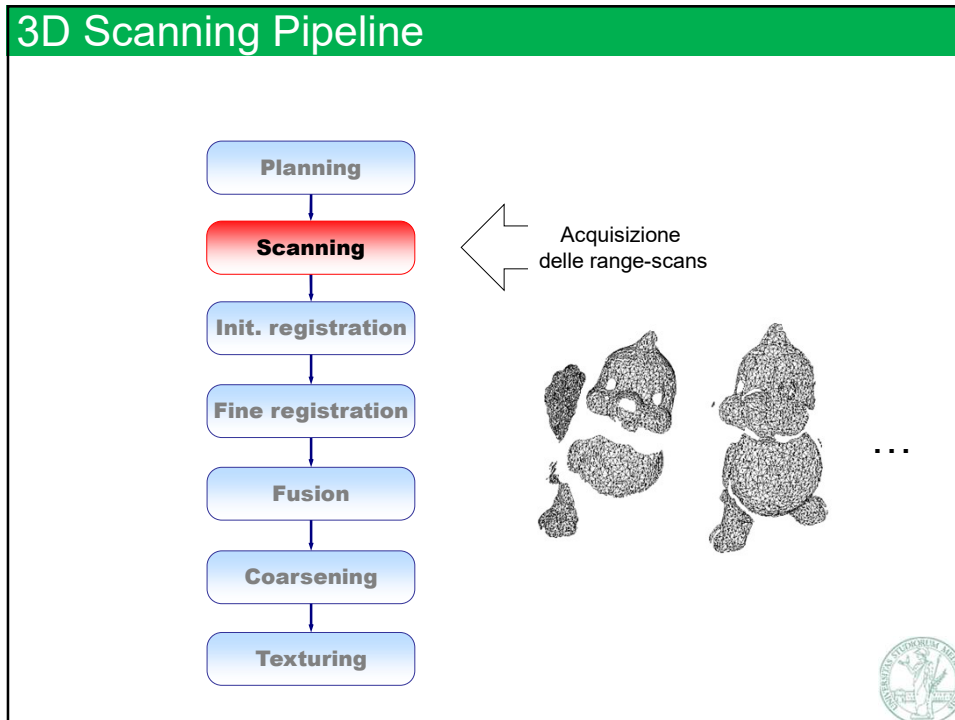 3D Scanning Pipeline
Planning
Scanning
Acquisizione
delle range-scans
Init. registration
Fine registration
...
Fusion
Coarsening
Texturing